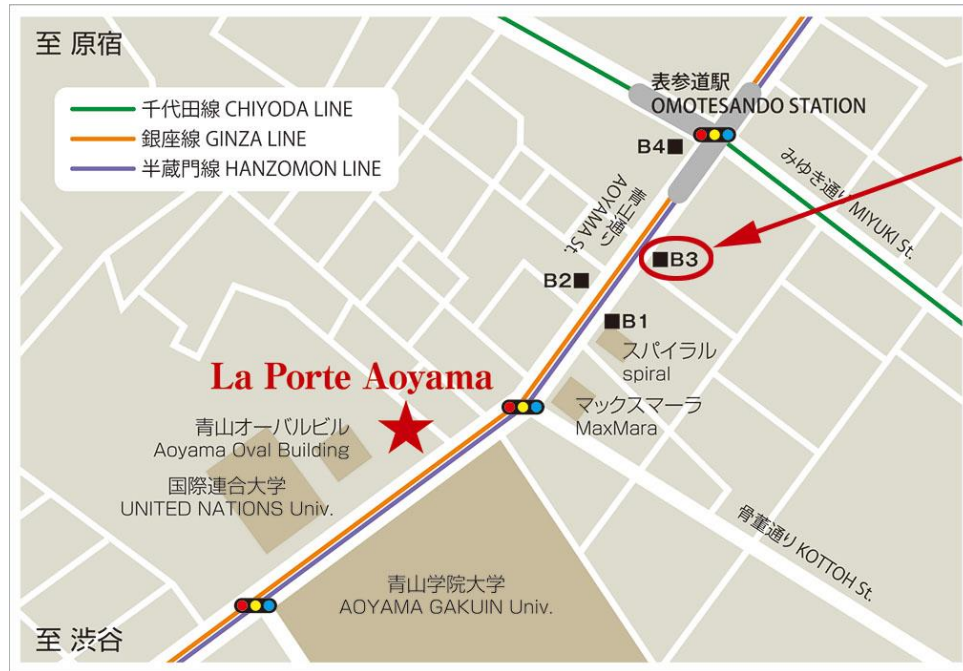 至 原宿
千代田線 CHIYODA LINE
銀座線 GINZA LINE
半蔵門線 HANZOMON LINE
表参道駅
OMOTESANDO STATION
B4
みゆき通り MIYUKI St.
青山通り
AOYAMA St.
B3
B2
B1
スパイラル
spiral
La Porte Aoyama
マックスマーラ
MaxMara
青山オーバルビル
Aoyama Oval Building
国際連合大学
UNITED NATIONS Univ.
骨董通り KOTTOH St.
青山学院大学
AOYAMA GAKUIN Univ.
至 渋谷